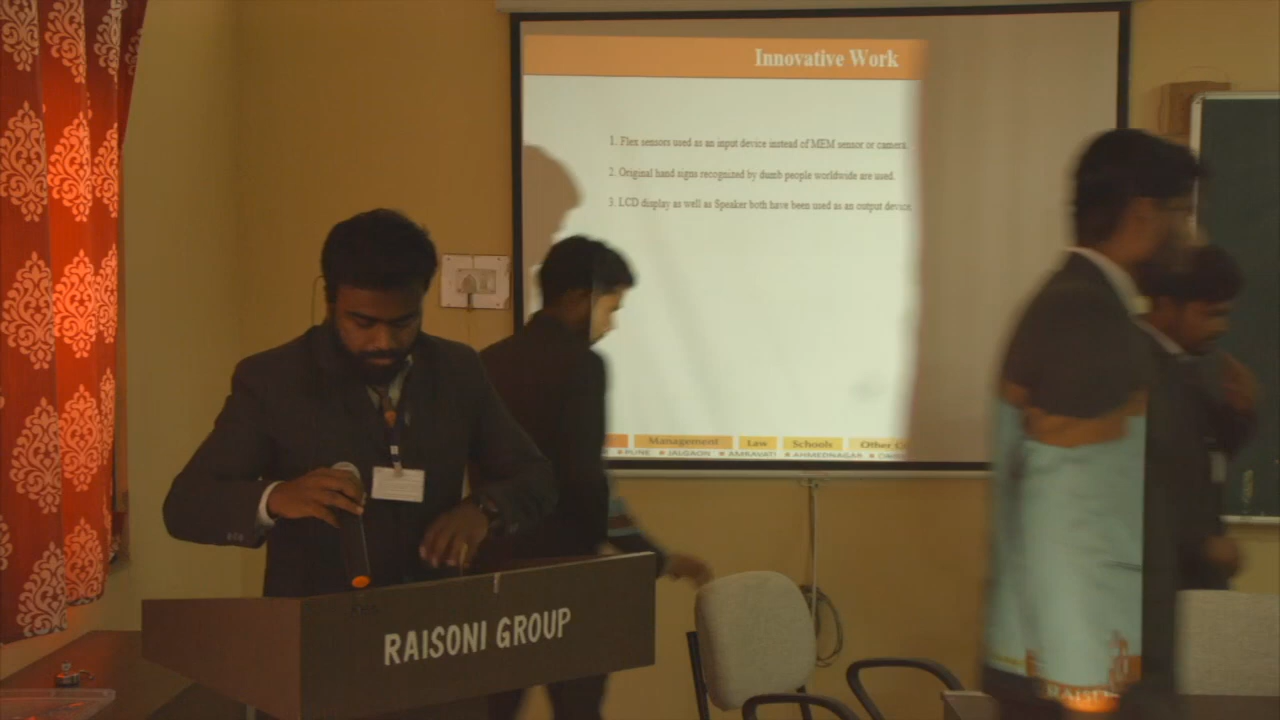 Innovative Work
1. Flex sensors used as an input device instead of MEM sensor or camera.
2. Original hand signs recognized by dumb people worldwide are used.
3. LCD display as well as Speaker both have been used as an output device
Management Law Schools Other
PUNE JALGAON AMRAVATI AHMEDNAGAR
RAISONI GROUP